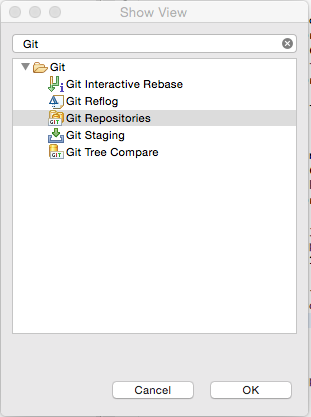 Show View
Git
Git
Git Interactive Rebase
Git Reflog
Git Repositories
Git Staging
Git Tree Compare
Cancel OK